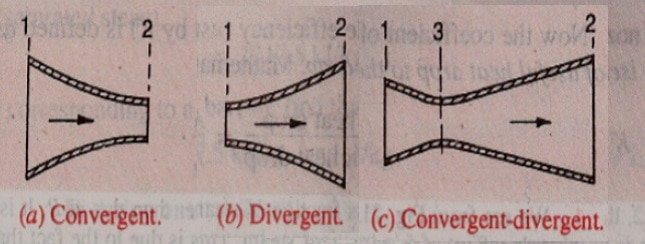 1 2 1 2 1 3 2
(a) Convergent. (b) Divergent. (c) Convergent-divergent.